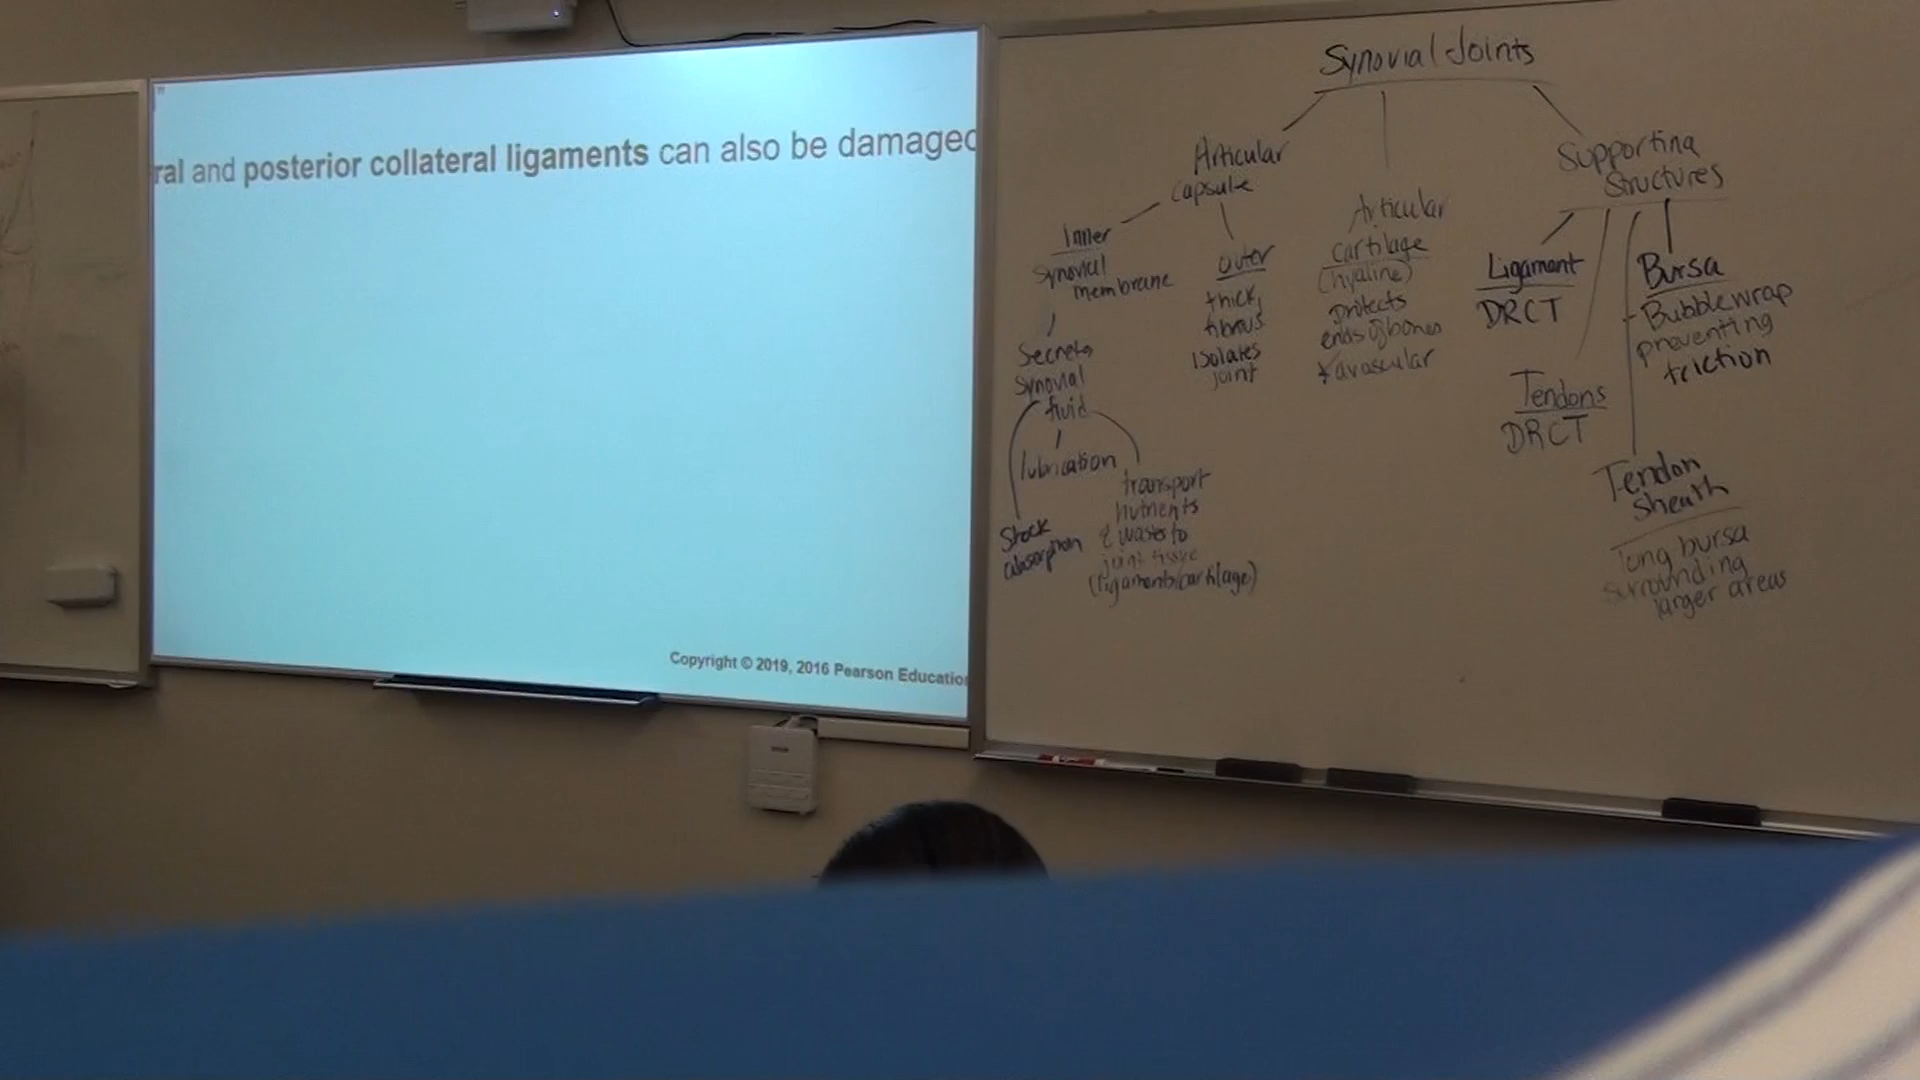 ral and posterior collateral ligaments can also be damaged
Copyright © 2019, 2016 Pearson Education
Synovial Joints
Articular
capsule
Inner
synovial
membrane
Secretes
synovial
fluid
lubrication
Shock
absorption
transport
nutrients
& wastes to
joint tissue
(ligaments/cartilage)
outer
thick,
fibrous
isolates
joint
Articular
cartilage
(hyaline)
protects
ends of bones
*avascular
Supporting
Structures
Ligament
DRCT
Tendons
DRCT
Tendon
Sheath
long bursa
surrounding
larger areas
Bursa
- Bubblewrap
preventing
friction